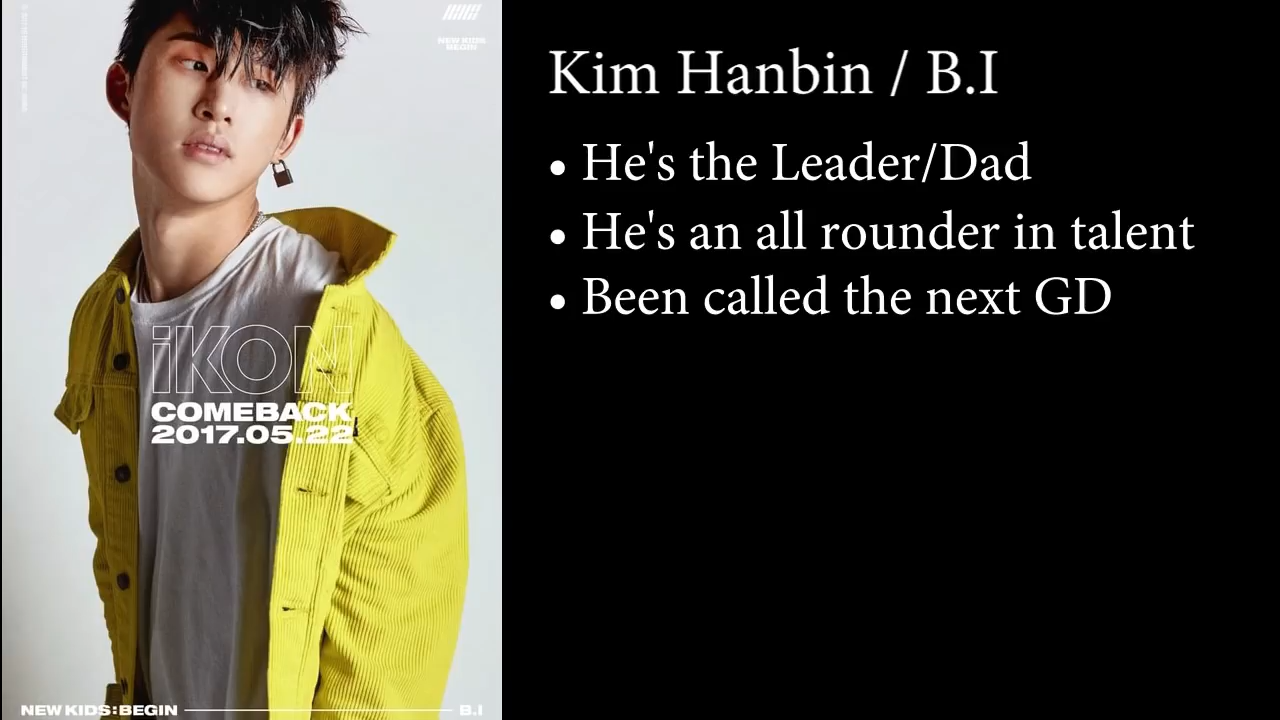 NEW KIDS
BEGIN
iKON
COMEBACK
2017.05.22
NEW KIDS:BEGIN
B.I
Kim Hanbin / B.I
• He's the Leader/Dad
• He's an all rounder in talent
• Been called the next GD